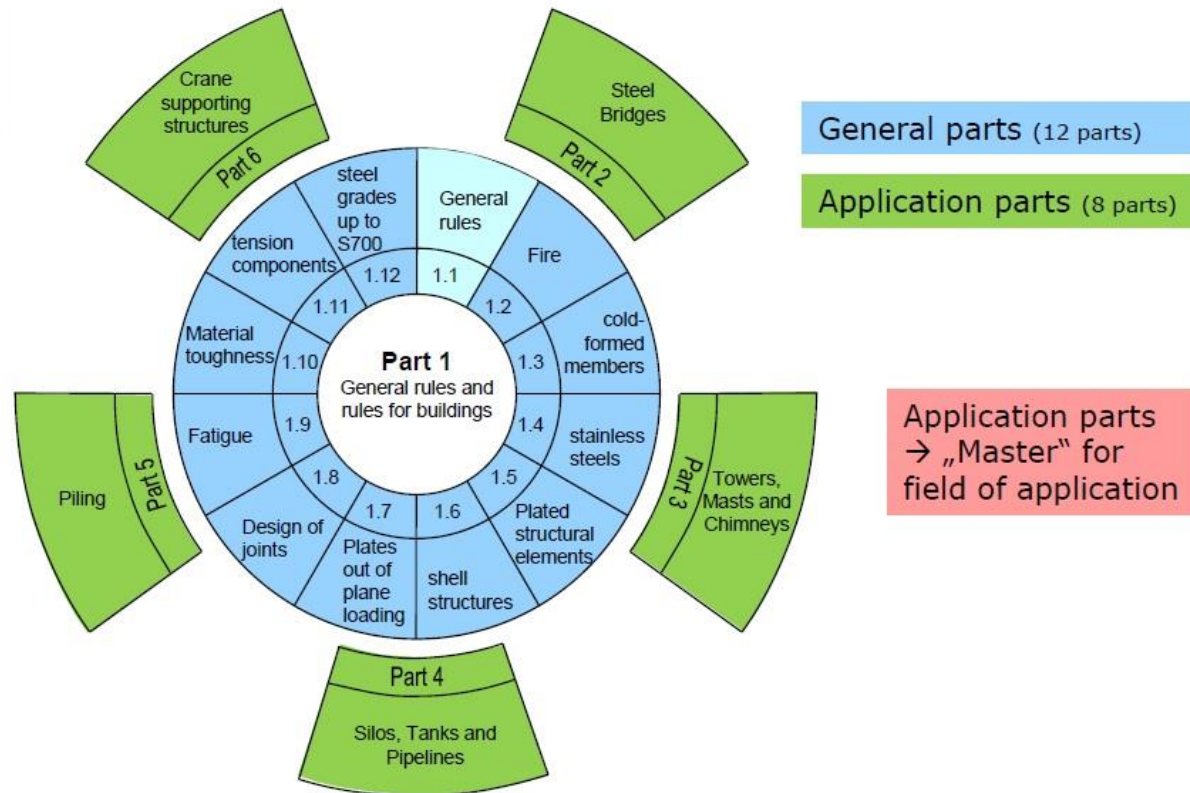 Crane
supporting
structures
Part 6
Steel
Bridges
Part 2
General parts (12 parts)
Application parts (8 parts)
steel
grades
up to
S700
1.12
General
rules
1.1
Fire
1.2
cold-
formed
members
1.3
stainless
steels
1.4
Plated
structural
elements
1.5
shell
structures
1.6
Plates
out of
plane
loading
1.7
Design of
joints
1.8
Fatigue
1.9
Material
toughness
1.10
tension
components
1.11
Part 1
General rules and
rules for buildings
Part 3
Towers,
Masts and
Chimneys
Application parts
→ „Master“ for
field of application
Piling
Part 5
Part 4
Silos, Tanks and
Pipelines